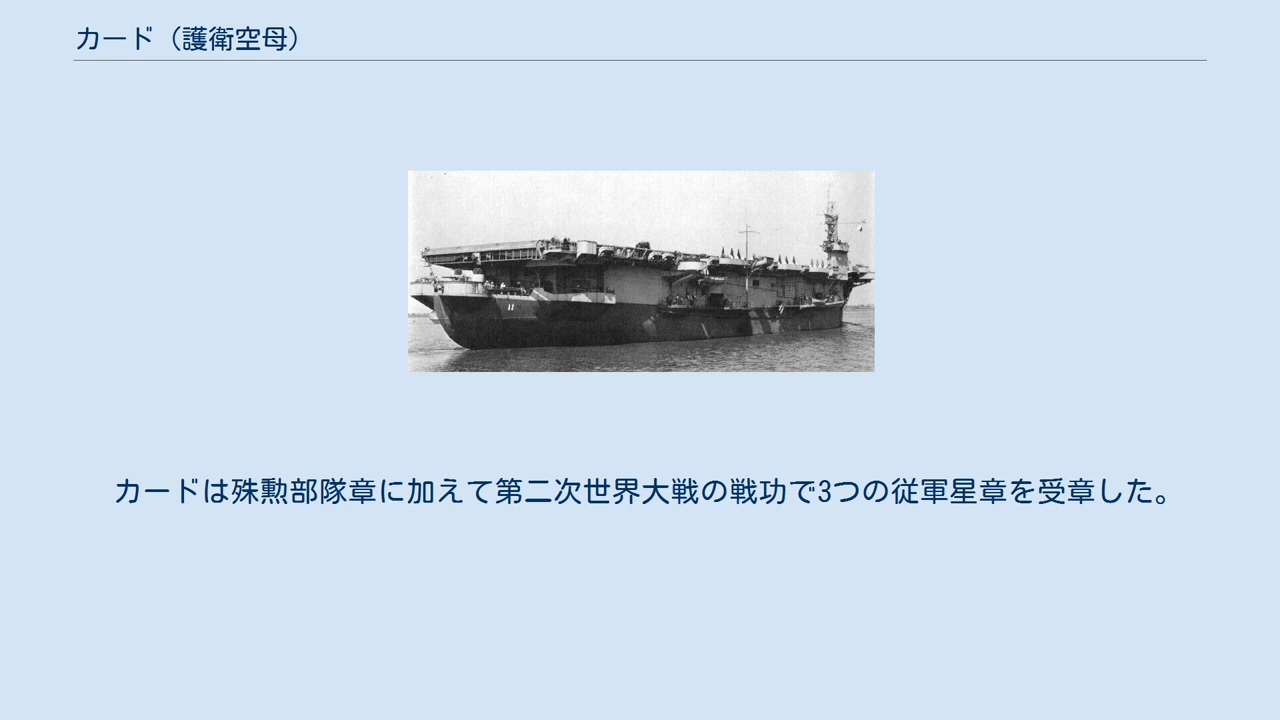 カード（護衛空母）
11
カードは殊勲部隊章に加えて第二次世界大戦の戦功で3つの従軍星章を受章した。